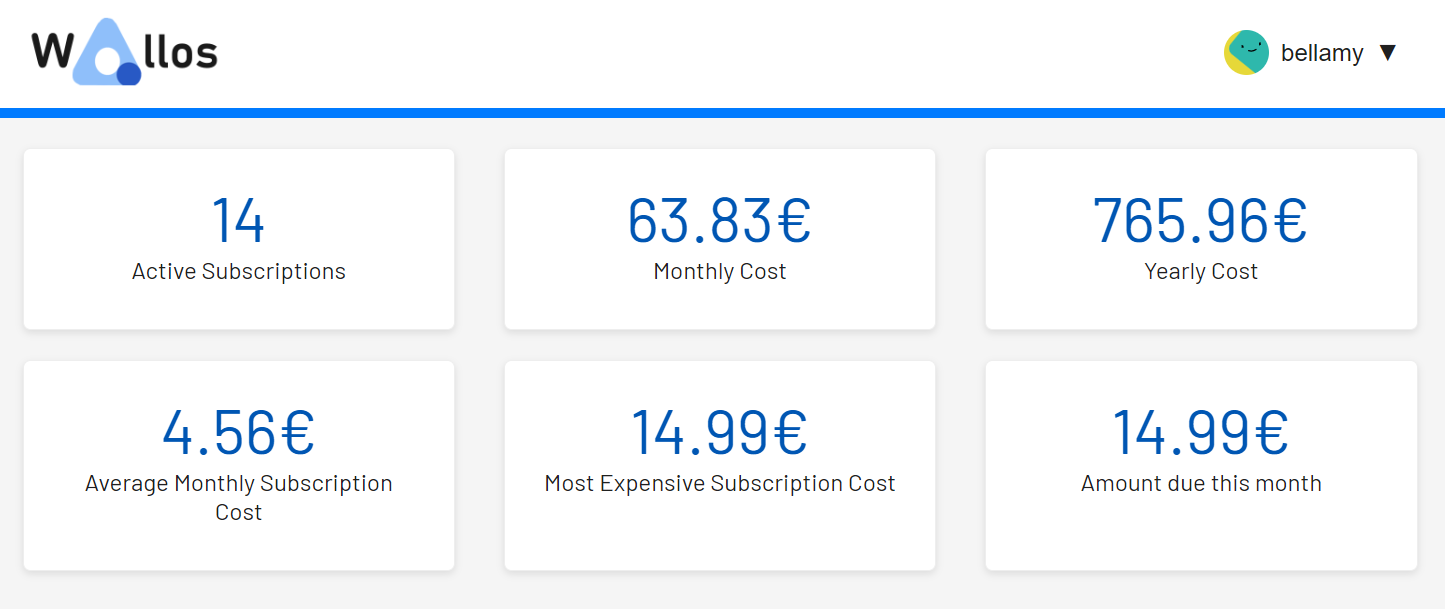 Wallos
bellamy ▼
14
Active Subscriptions
63.83€
Monthly Cost
765.96€
Yearly Cost
4.56€
Average Monthly Subscription
Cost
14.99€
Most Expensive Subscription Cost
14.99€
Amount due this month